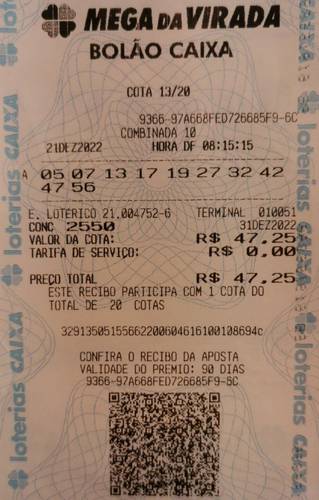 MEGA DA VIRADA
BOLÃO CAIXA
COTA 13/20
9366-97A668FED726685F9-6C
COMBINADA 10
21DEZ2022 HORA DF 08:15:15
A 05 07 13 17 19 27 32 42
47 56
E. LOTERICO 21.004752-6 TERMINAL 010051
CONC 2550 31DEZ2022
VALOR DA COTA: R$ 47,25
TARIFA DE SERVIÇO: R$ 0,00
PREÇO TOTAL R$ 47,25
ESTE RECIBO PARTICIPA COM 1 COTA DO
TOTAL DE 20 COTAS
32913505155662200604616100108694c
CONFIRA O RECIBO DA APOSTA
VALIDADE DO PREMIO: 90 DIAS
9366-97A668FED726685F9-6C
loterias CAIXA
loterias CAIXA
loterias CAIXA
loterias CAIXA
loterias CAIXA